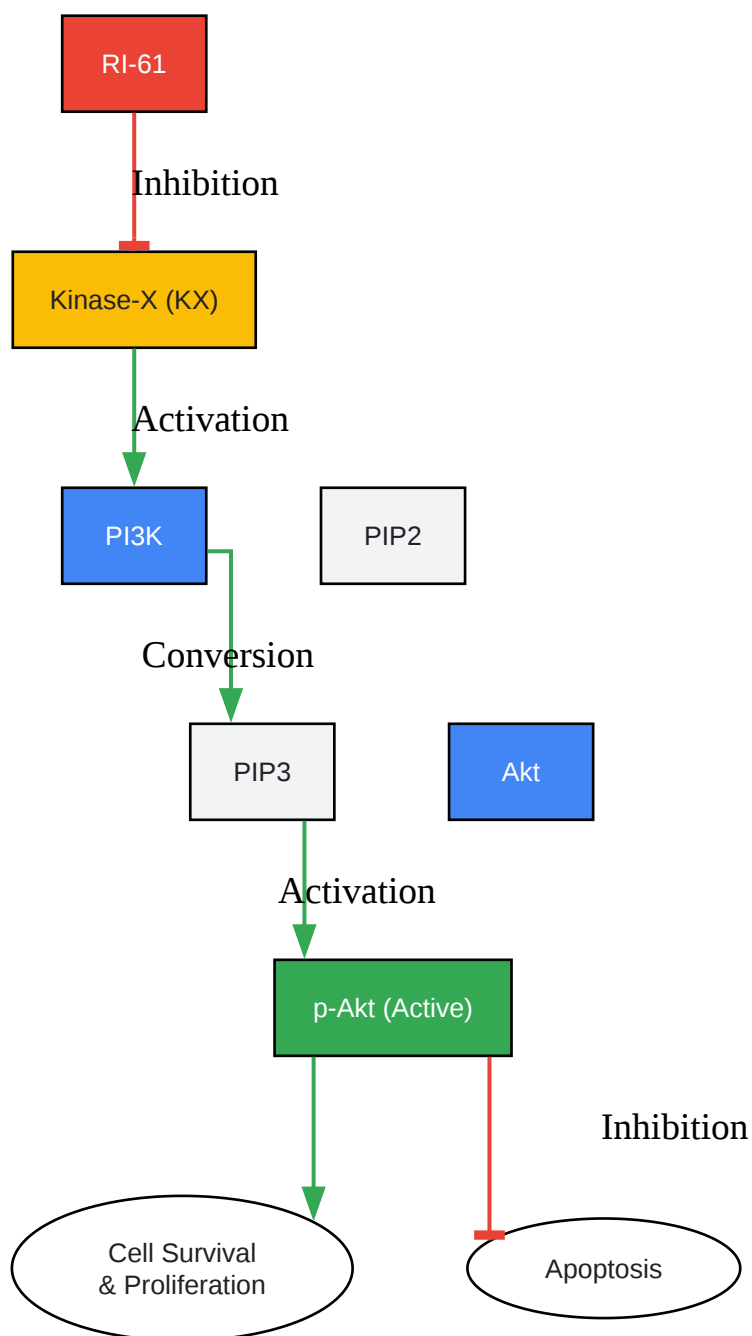 RI-61
Inhibition
Kinase-X (KX)
Activation
PI3K
PIP2
Conversion
PIP3
Akt
Activation
p-Akt (Active)
Inhibition
Cell Survival
& Proliferation
Apoptosis